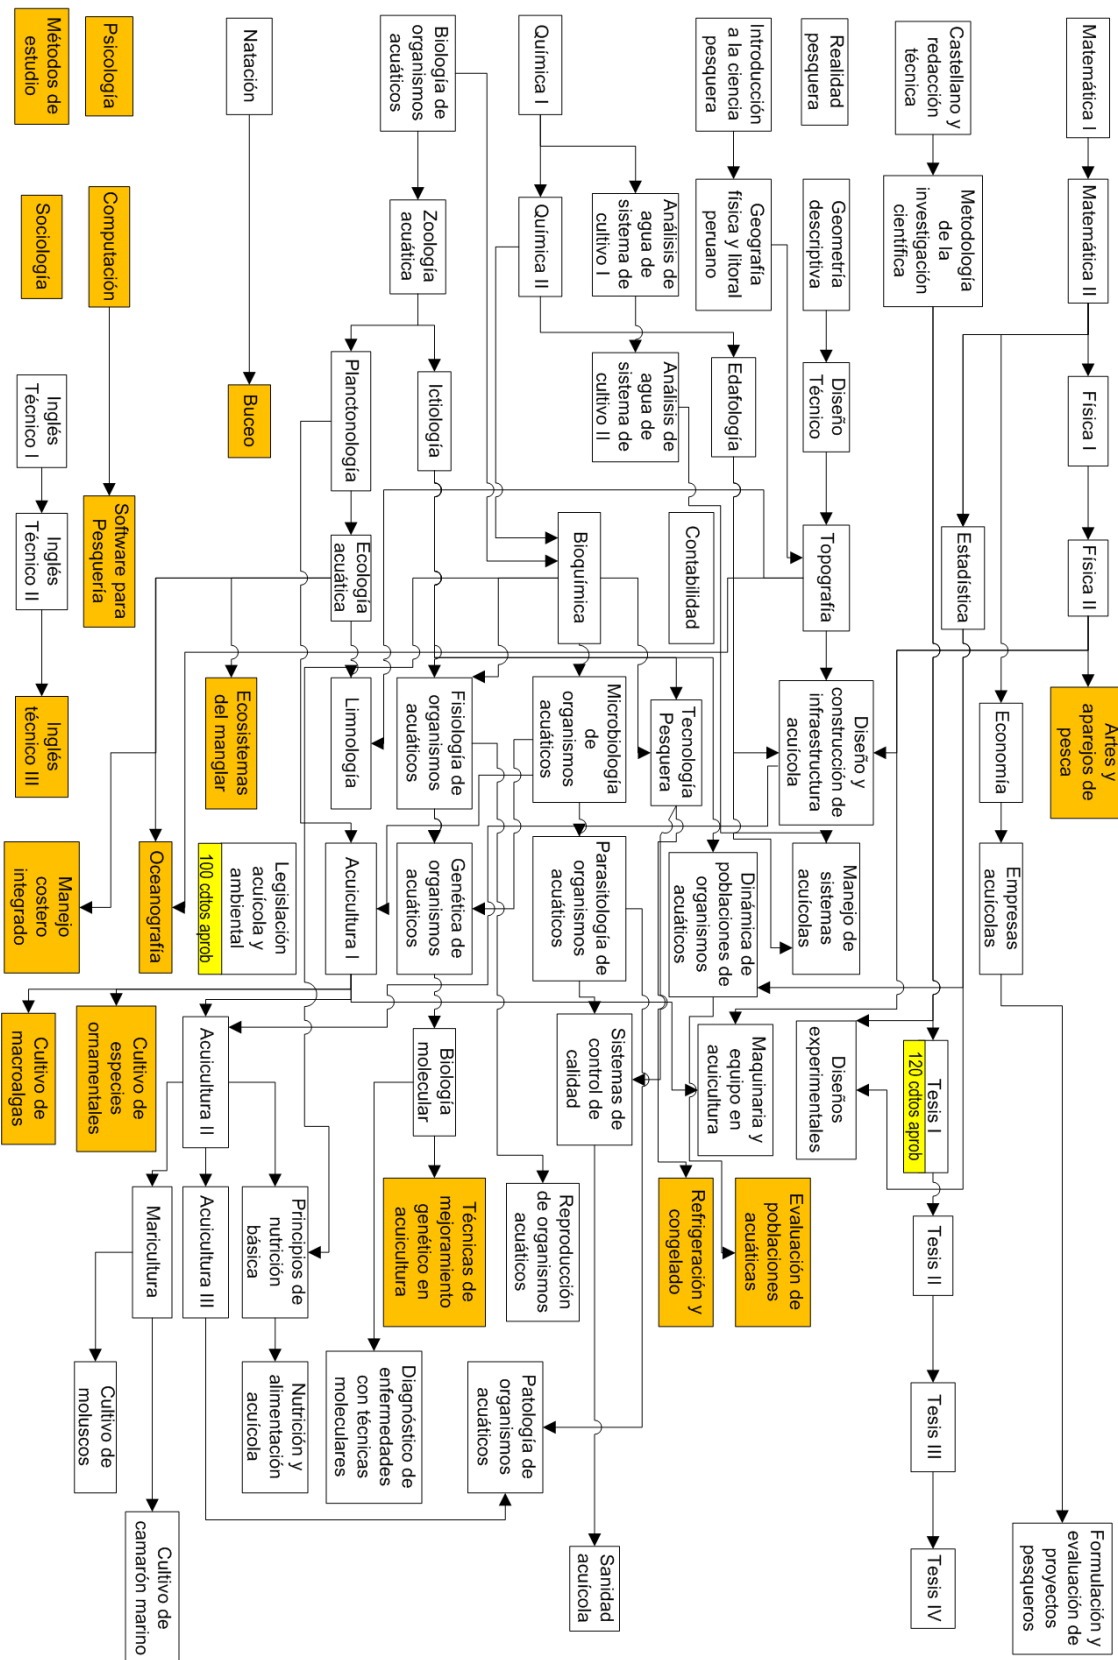 Matemática I
Matemática II
Física I
Física II
Artes y
aparejos de
pesca
Economía
Empresas
acuícolas
Formulación y
evaluación de
proyectos
pesqueros
Castellano y
redacción
técnica
Metodología
de la
investigación
científica
Estadística
Tesis I
120 cdtos aprob
Tesis II
Tesis III
Tesis IV
Realidad
pesquera
Geometría
descriptiva
Diseño
Técnico
Topografía
Diseño y
construcción de
infraestructura
acuícola
Manejo de
sistemas
acuícolas
Diseños
experimentales
Introducción
a la ciencia
pesquera
Geografía
física y litoral
peruano
Edafología
Contabilidad
Tecnología
Pesquera
Dinámica de
poblaciones de
organismos
acuáticos
Maquinaria y
equipo en
acuicultura
Evaluación de
poblaciones
acuáticas
Refrigeración y
congelado
Química I
Análisis de
agua de
sistema de
cultivo I
Análisis de
agua de
sistema de
cultivo II
Química II
Bioquímica
Microbiología
de
organismos
acuáticos
Parasitología de
organismos
acuáticos
Sistemas de
control de
calidad
Reproducción
de organismos
acuáticos
Patología de
organismos
acuáticos
Sanidad
acuícola
Biología de
organismos
acuáticos
Zoología
acuática
Ictiología
Planctonología
Ecología
acuática
Fisiología de
organismos
acuáticos
Limnología
Genética de
organismos
acuáticos
Acuicultura I
Biología
molecular
Técnicas de
mejoramiento
genético en
acuicultura
Diagnóstico de
enfermedades
con técnicas
moleculares
Natación
Buceo
Ecosistemas
del manglar
Legislación
acuícola y
ambiental
100 cdtos aprob
Acuicultura II
Principios de
nutrición
básica
Nutrición y
alimentación
acuícola
Acuicultura III
Psicología
Computación
Software para
Pesquería
Oceanografía
Cultivo de
especies
ornamentales
Maricultura
Cultivo de
moluscos
Cultivo de
camarón marino
Métodos de
estudio
Sociología
Inglés
Técnico I
Inglés
Técnico II
Inglés
técnico III
Manejo
costero
integrado
Cultivo de
macroalgas